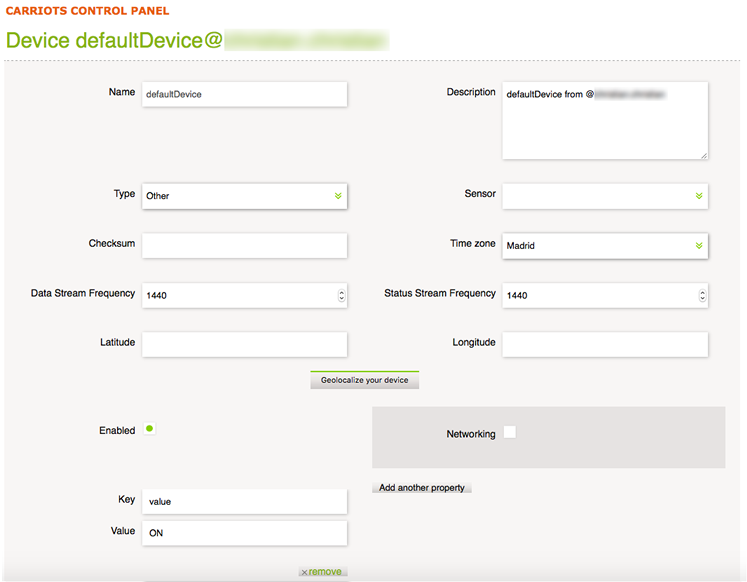 CARRIOTS CONTROL PANEL
Device defaultDevice@
Name defaultDevice
Description defaultDevice from @
Type Other
Sensor
Checksum
Time zone Madrid
Data Stream Frequency 1440
Status Stream Frequency 1440
Latitude
Longitude
Geolocalize your device
Enabled
Networking
Add another property
Key value
Value ON
×remove